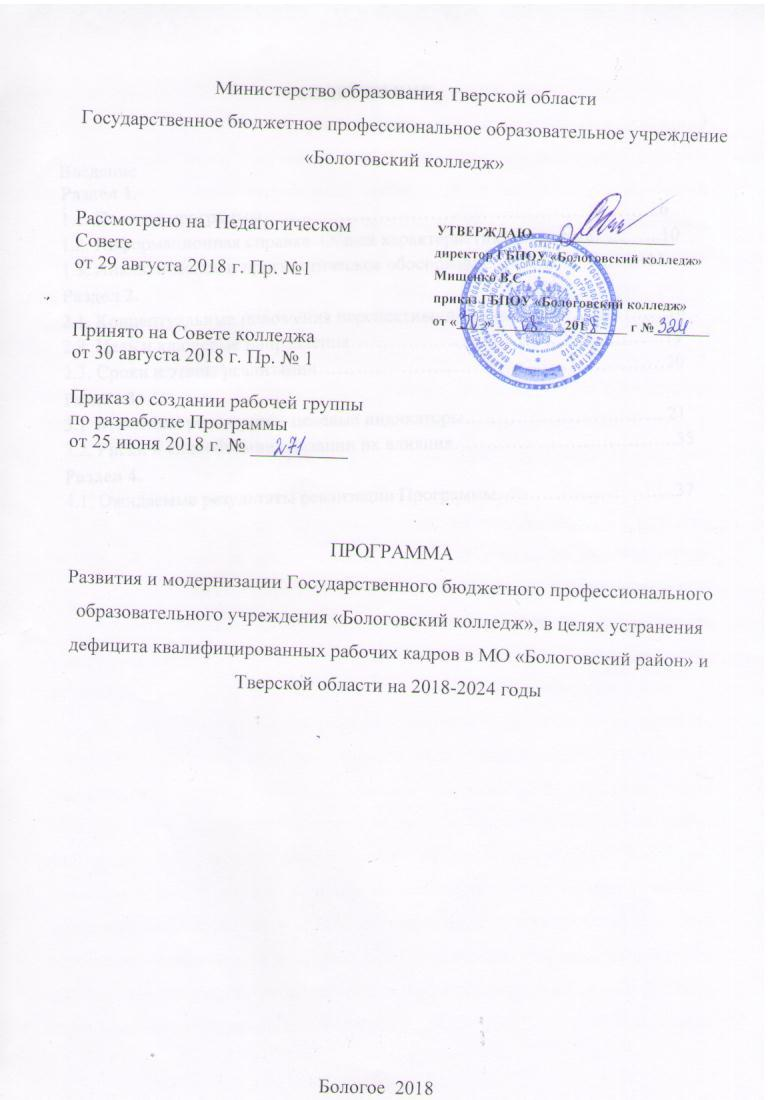 Министерство образования Тверской области
Государственное бюджетное профессиональное образовательное учреждение
«Бологовский колледж»
Рассмотрено на Педагогическом
Совете
от 29 августа 2018 г. Пр. №1
Принято на Совете колледжа
от 30 августа 2018 г. Пр. № 1
Приказ о создании рабочей группы
по разработке Программы
от 25 июня 2018 г. № 271
УТВЕРЖДАЮ
директор ГБПОУ «Бологовский колледж»
Мищенко В.С
приказ ГБПОУ «Бологовский колледж»
от «30» 08 2018 г № 324
ПРОГРАММА
Развития и модернизации Государственного бюджетного профессионального
образовательного учреждения «Бологовский колледж», в целях устранения
дефицита квалифицированных рабочих кадров в МО «Бологовский район» и
Тверской области на 2018-2024 годы
Бологое 2018